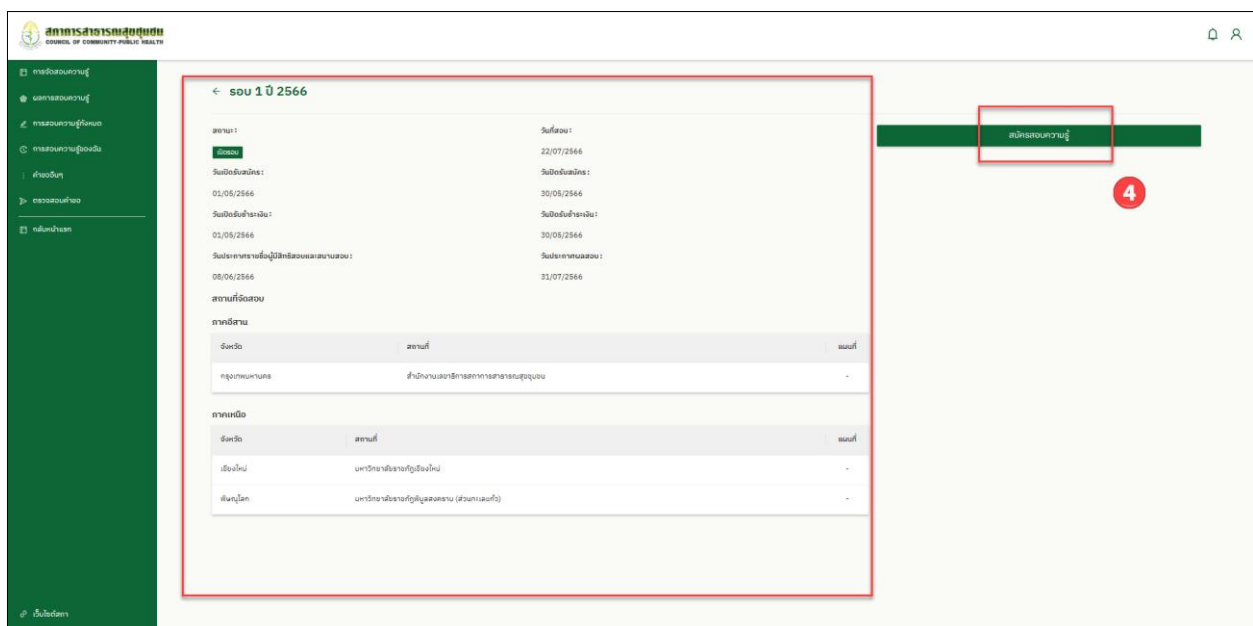 สภาการสาธารณสุขชุมชน
COUNCIL OF COMMUNITY-PUBLIC HEALTH
การจัดสอบความรู้
ผลการสอบความรู้
การสอบความรู้ทั้งหมด
การสอบความรู้ของฉัน
คำขออื่นๆ
ตรวจสอบคำขอ
กลับหน้าแรก
เว็บไซต์สภา
← รอบ 1 ปี 2566
สถานะ : วันที่สอบ :
เปิดรอบ 22/07/2566
วันเปิดรับสมัคร : วันปิดรับสมัคร :
01/05/2566 30/05/2566
วันเปิดรับชำระเงิน : วันปิดรับชำระเงิน :
01/05/2566 30/05/2566
วันประกาศรายชื่อผู้มีสิทธิสอบและสนามสอบ : วันประกาศผลสอบ :
08/06/2566 31/07/2566
สถานที่จัดสอบ
ภาคอีสาน
จังหวัด สถานที่ แผนที่
กรุงเทพมหานคร สำนักงานเลขาธิการสภาการสาธารณสุขชุมชน -
ภาคเหนือ
จังหวัด สถานที่ แผนที่
เชียงใหม่ มหาวิทยาลัยราชภัฏเชียงใหม่ -
พิษณุโลก มหาวิทยาลัยราชภัฏพิบูลสงคราม (ส่วนทะเลแก้ว) -
สมัครสอบความรู้
4